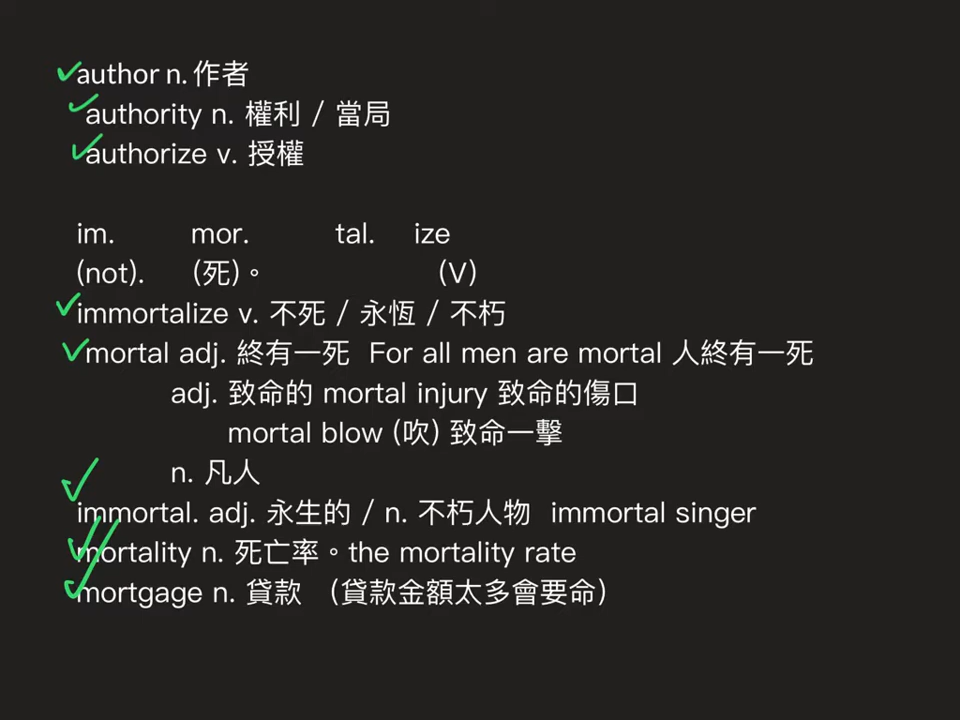 author n. 作者
authority n. 權利 / 當局
authorize v. 授權
im. mor. tal. ize
(not). (死)。 (V)
immortalize v. 不死 / 永恆 / 不朽
mortal adj. 終有一死 For all men are mortal 人終有一死
adj. 致命的 mortal injury 致命的傷口
mortal blow (吹) 致命一擊
n. 凡人
immortal. adj. 永生的 / n. 不朽人物 immortal singer
mortality n. 死亡率。the mortality rate
mortgage n. 貸款 （貸款金額太多會要命）